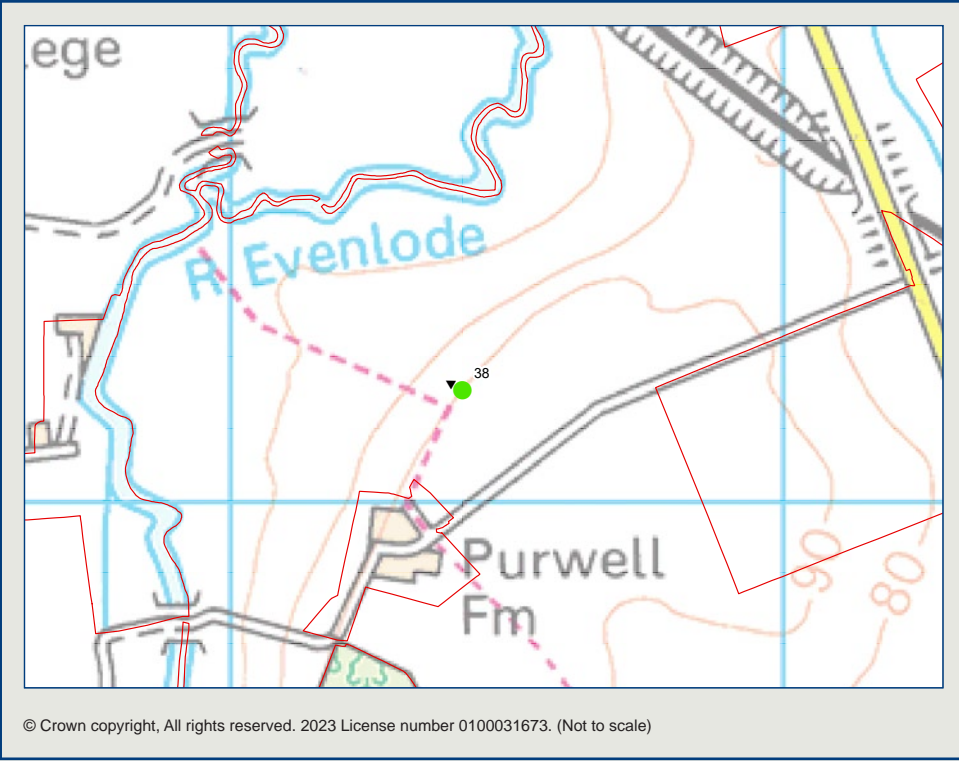 .ege
R Evenlode
38
Purwell
Fm
90
80
© Crown copyright, All rights reserved. 2023 License number 0100031673. (Not to scale)